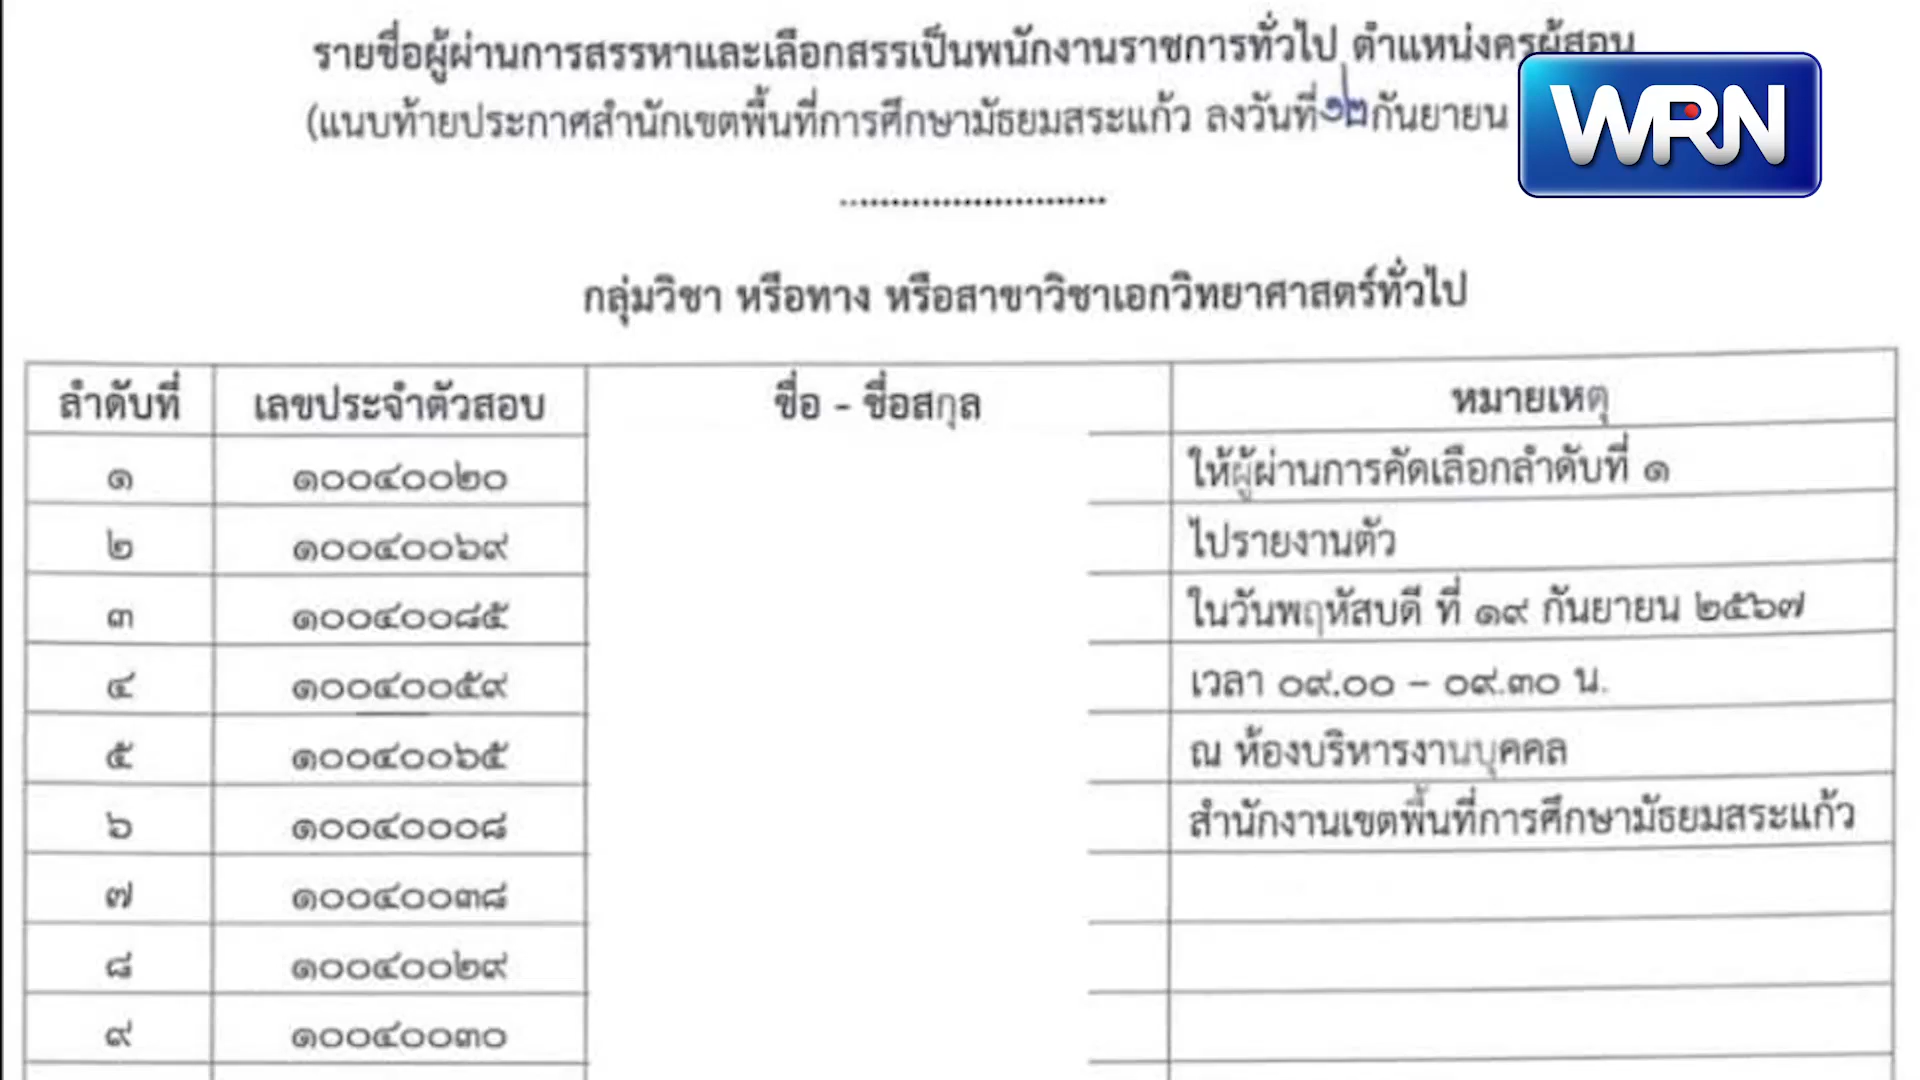 รายชื่อผู้ผ่านการสรรหาและเลือกสรรเป็นพนักงานราชการทั่วไป ตำแหน่งครูผู้สอน
(แนบท้ายประกาศสำนักเขตพื้นที่การศึกษามัธยมสระแก้ว ลงวันที่ ๑๒ กันยายน
WRN
..........................
กลุ่มวิชา หรือทาง หรือสาขาวิชาเอกวิทยาศาสตร์ทั่วไป
ลำดับที่ เลขประจำตัวสอบ ชื่อ - ชื่อสกุล หมายเหตุ
๑ ๑๐๐๔๐๐๒๐ ให้ผู้ผ่านการคัดเลือกลำดับที่ ๑
๒ ๑๐๐๔๐๐๖๙ ไปรายงานตัว
๓ ๑๐๐๔๐๐๘๕ ในวันพฤหัสบดี ที่ ๑๙ กันยายน ๒๕๖๗
๔ ๑๐๐๔๐๐๕๙ เวลา ๐๙.๐๐ – ๐๙.๓๐ น.
๕ ๑๐๐๔๐๐๖๕ ณ ห้องบริหารงานบุคคล
๖ ๑๐๐๔๐๐๐๘ สำนักงานเขตพื้นที่การศึกษามัธยมสระแก้ว
๗ ๑๐๐๔๐๐๓๘
๘ ๑๐๐๔๐๐๒๙
๙ ๑๐๐๔๐๐๓๐